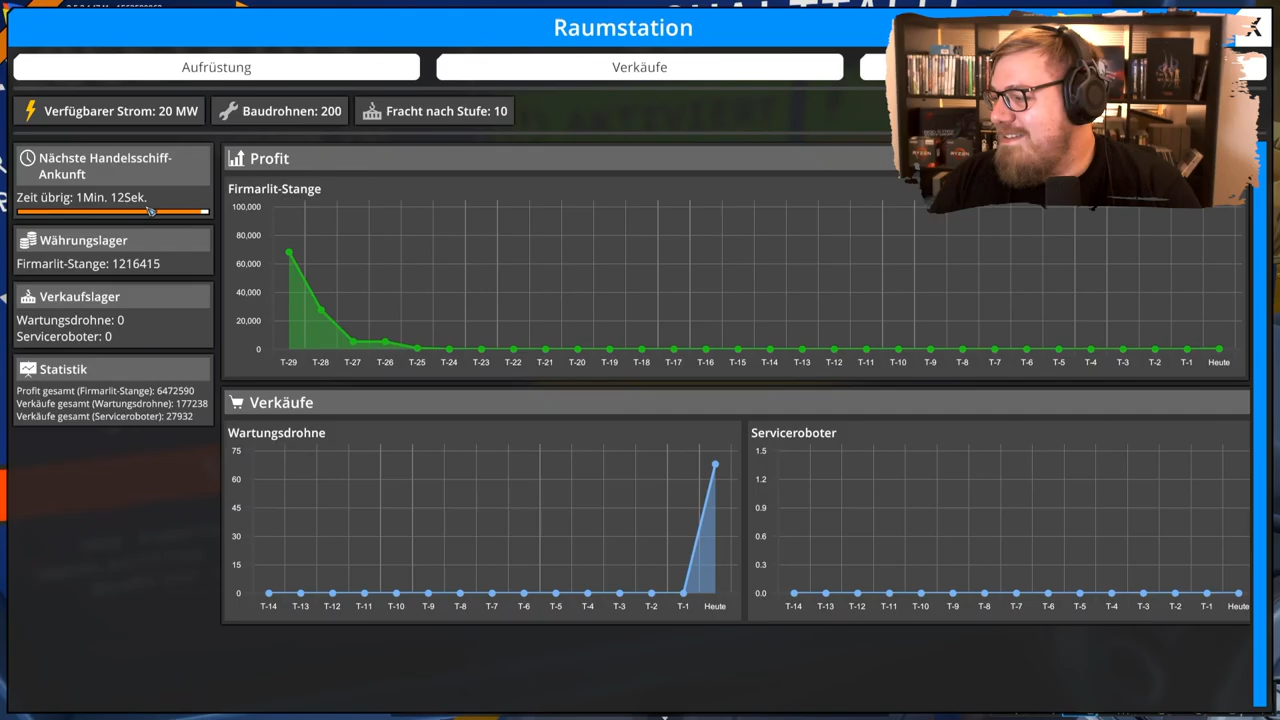 Raumstation
X
Aufrüstung
Verkäufe
Verfügbarer Strom: 20 MW
Baudrohnen: 200
Fracht nach Stufe: 10
Nächste Handelsschiff-
Ankunft
Zeit übrig: 1Min. 12Sek.
Währungslager
Firmarlit-Stange: 1216415
Verkaufslager
Wartungsdrohne: 0
Serviceroboter: 0
Statistik
Profit gesamt (Firmarlit-Stange): 6472590
Verkäufe gesamt (Wartungsdrohne): 177238
Verkäufe gesamt (Serviceroboter): 27932
Profit
Firmarlit-Stange
100,000
80,000
60,000
40,000
20,000
0
T-29 T-28 T-27 T-26 T-25 T-24 T-23 T-22 T-21 T-20 T-19 T-18 T-17 T-16 T-15 T-14 T-13 T-12 T-11 T-10 T-9 T-8 T-7 T-6 T-5 T-4 T-3 T-2 T-1 Heute
Verkäufe
Wartungsdrohne
75
60
45
30
15
0
T-14 T-13 T-12 T-11 T-10 T-9 T-8 T-7 T-6 T-5 T-4 T-3 T-2 T-1 Heute
Serviceroboter
1.5
1.2
0.9
0.6
0.3
0.0
T-14 T-13 T-12 T-11 T-10 T-9 T-8 T-7 T-6 T-5 T-4 T-3 T-2 T-1 Heute